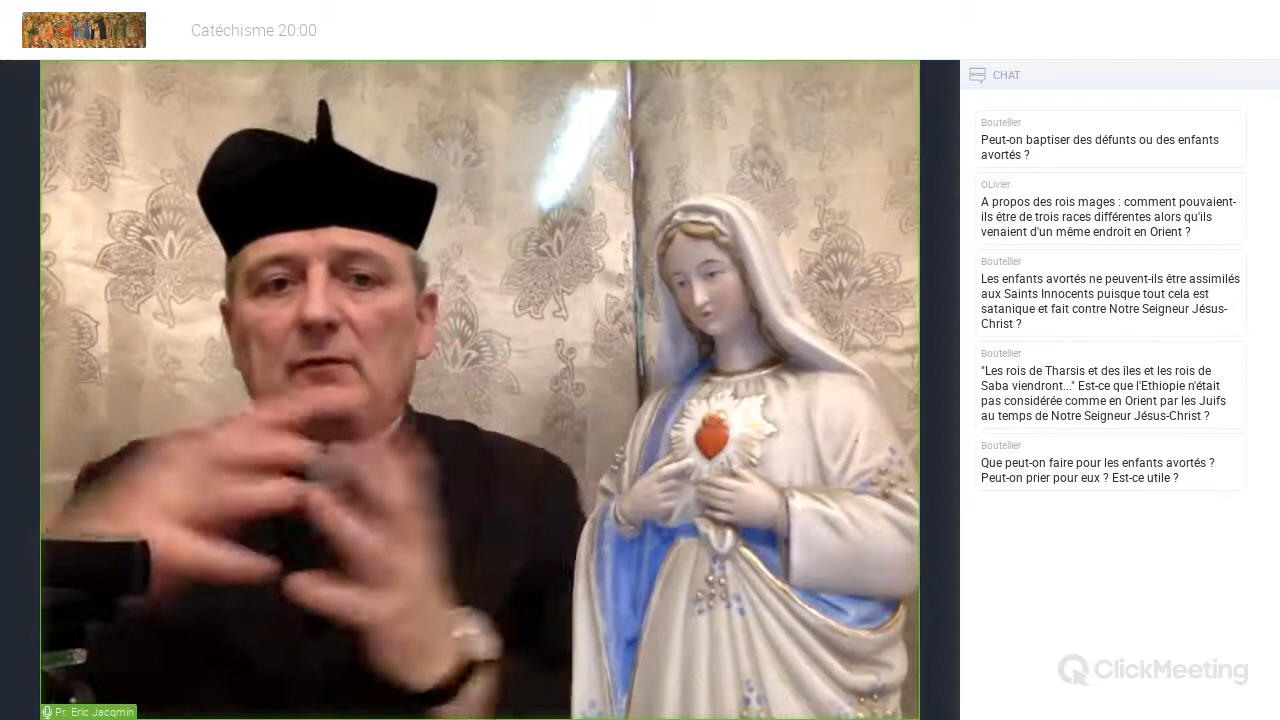 Catéchisme 20:00
CHAT
Boutellier
Peut-on baptiser des défunts ou des enfants
avortés ?
OLivier
A propos des rois mages : comment pouvaient-
ils être de trois races différentes alors qu'ils
venaient d'un même endroit en Orient ?
Boutellier
Les enfants avortés ne peuvent-ils être assimilés
aux Saints Innocents puisque tout cela est
satanique et fait contre Notre Seigneur Jésus-
Christ ?
Boutellier
"Les rois de Tharsis et des îles et les rois de
Saba viendront..." Est-ce que l'Ethiopie n'était
pas considérée comme en Orient par les Juifs
au temps de Notre Seigneur Jésus-Christ ?
Boutellier
Que peut-on faire pour les enfants avortés ?
Peut-on prier pour eux ? Est-ce utile ?
ClickMeeting
Pr. Eric Jacqmin